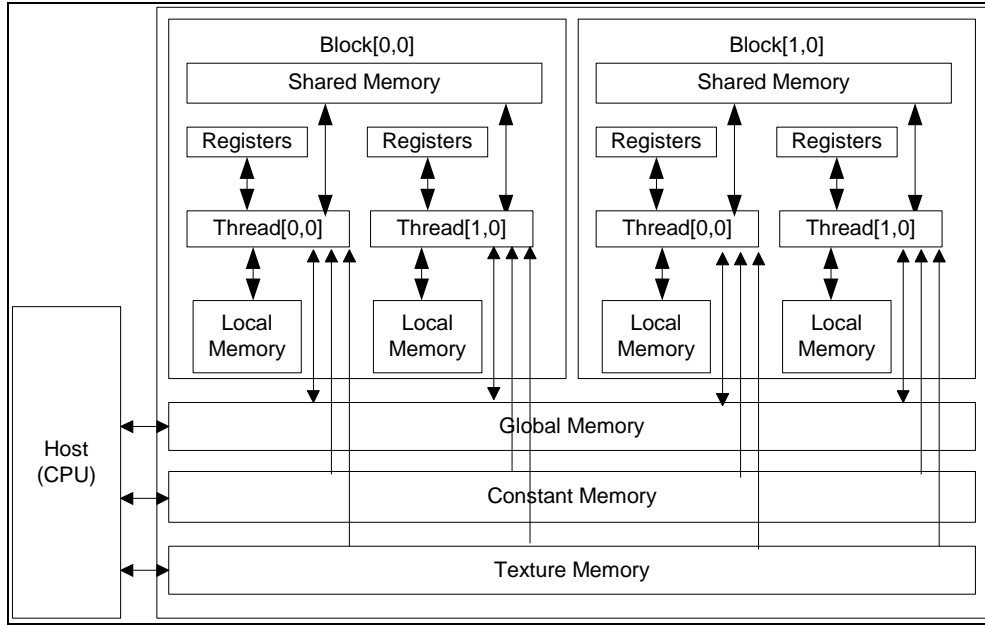 Block[0,0]
Shared Memory
Registers
Registers
Thread[0,0]
Thread[1,0]
Local
Memory
Local
Memory
Block[1,0]
Shared Memory
Registers
Registers
Thread[0,0]
Thread[1,0]
Local
Memory
Local
Memory
Host
(CPU)
Global Memory
Constant Memory
Texture Memory